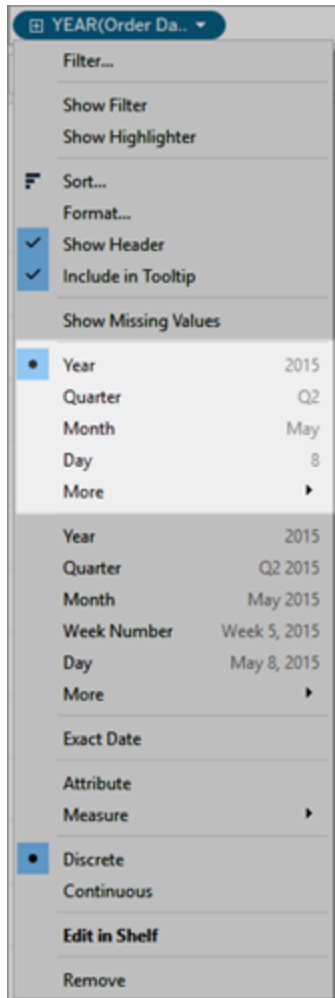 YEAR(Order Da..
Filter...
Show Filter
Show Highlighter
Sort...
Format...
Show Header
Include in Tooltip
Show Missing Values
Year 2015
Quarter Q2
Month May
Day 8
More
Year 2015
Quarter Q2 2015
Month May 2015
Week Number Week 5, 2015
Day May 8, 2015
More
Exact Date
Attribute
Measure
Discrete
Continuous
Edit in Shelf
Remove